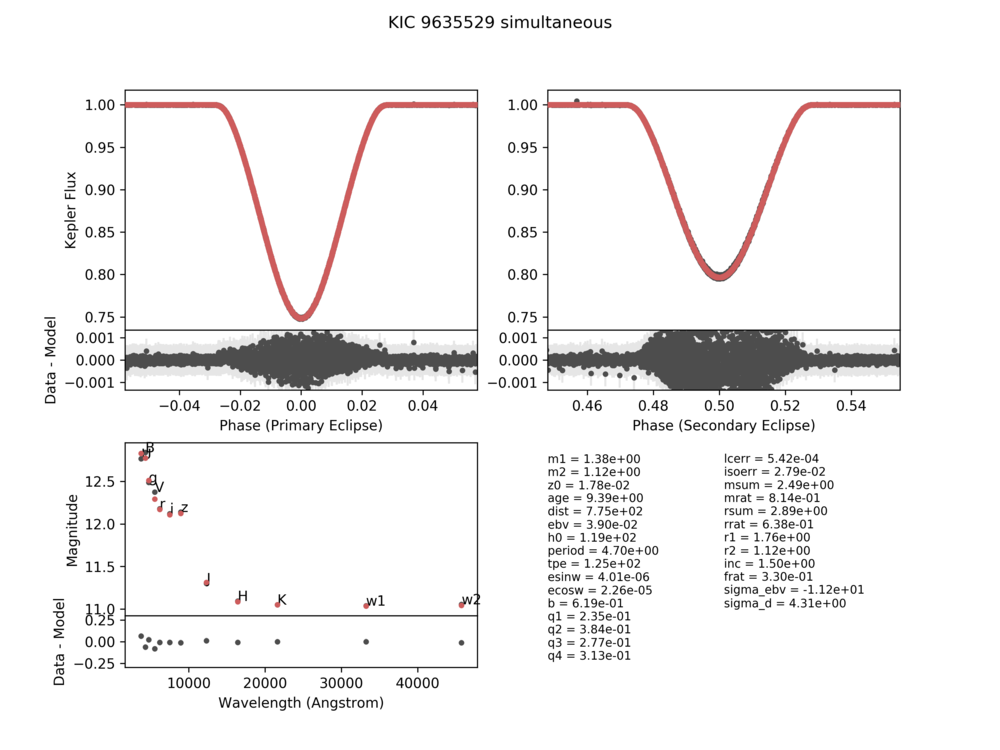 KIC 9635529 simultaneous
1.00
0.95
0.90
0.85
0.80
0.75
Kepler Flux
0.001
0.000
−0.001
Data - Model
−0.04 −0.02 0.00 0.02 0.04
Phase (Primary Eclipse)
1.00
0.95
0.90
0.85
0.80
0.75
0.001
0.000
−0.001
0.46 0.48 0.50 0.52 0.54
Phase (Secondary Eclipse)
12.5
12.0
11.5
11.0
Magnitude
B
g
V
r i z
J
H K w1 w2
0.25
0.00
−0.25
Data - Model
10000 20000 30000 40000
Wavelength (Angstrom)
m1 = 1.38e+00
m2 = 1.12e+00
z0 = 1.78e-02
age = 9.39e+00
dist = 7.75e+02
ebv = 3.90e-02
h0 = 1.19e+02
period = 4.70e+00
tpe = 1.25e+02
esinw = 4.01e-06
ecosw = 2.26e-05
b = 6.19e-01
q1 = 2.35e-01
q2 = 3.84e-01
q3 = 2.77e-01
q4 = 3.13e-01
lcerr = 5.42e-04
isoerr = 2.79e-02
msum = 2.49e+00
mrat = 8.14e-01
rsum = 2.89e+00
rrat = 6.38e-01
r1 = 1.76e+00
r2 = 1.12e+00
inc = 1.50e+00
frat = 3.30e-01
sigma_ebv = -1.12e+01
sigma_d = 4.31e+00